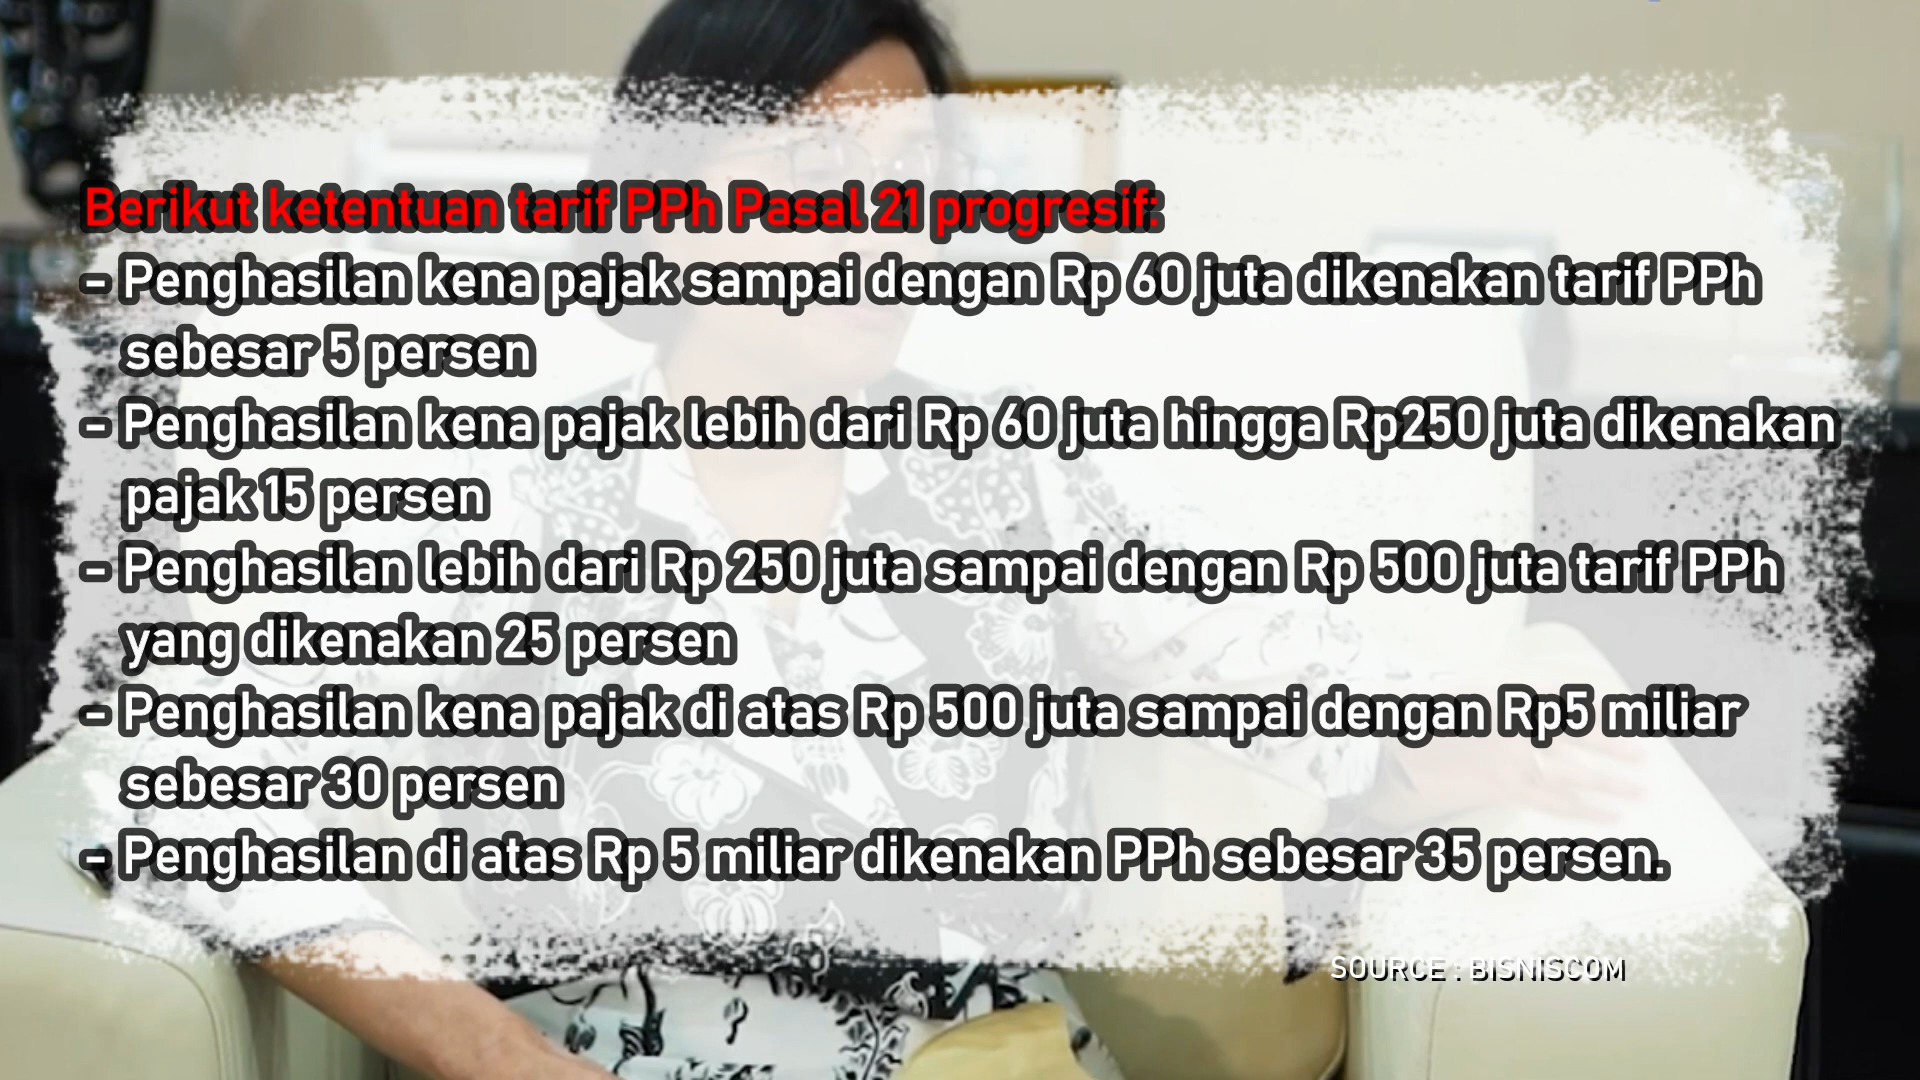 Berikut ketentuan tarif PPh Pasal 21 progresif:
- Penghasilan kena pajak sampai dengan Rp 60 juta dikenakan tarif PPh
sebesar 5 persen
- Penghasilan kena pajak lebih dari Rp 60 juta hingga Rp250 juta dikenakan
pajak 15 persen
- Penghasilan lebih dari Rp 250 juta sampai dengan Rp 500 juta tarif PPh
yang dikenakan 25 persen
- Penghasilan kena pajak di atas Rp 500 juta sampai dengan Rp5 miliar
sebesar 30 persen
- Penghasilan di atas Rp 5 miliar dikenakan PPh sebesar 35 persen.
SOURCE : BISNISCOM